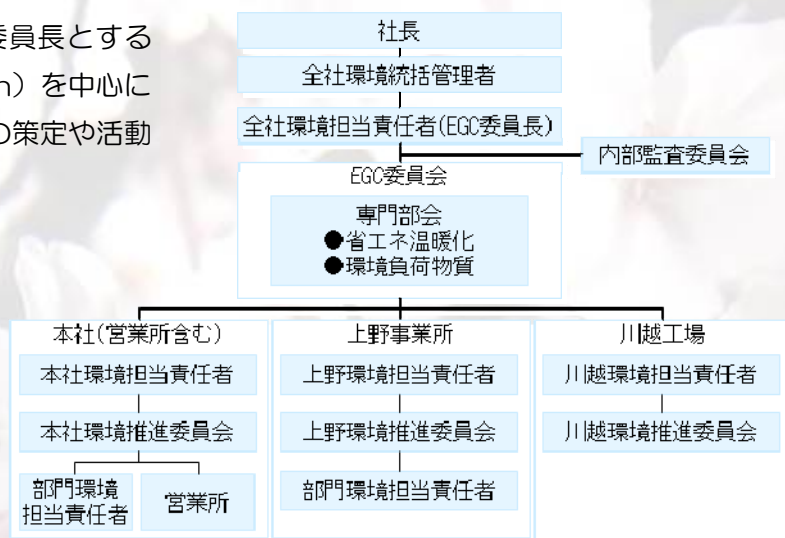 委員長とする
n）を中心に
の策定や活動
社長
全社環境統括管理者
全社環境担当責任者(EGC委員長)
内部監査委員会
EGC委員会
専門部会
●省エネ温暖化
●環境負荷物質
本社(営業所含む)
本社環境担当責任者
本社環境推進委員会
部門環境
担当責任者
営業所
上野事業所
上野環境担当責任者
上野環境推進委員会
部門環境担当責任者
川越工場
川越環境担当責任者
川越環境推進委員会